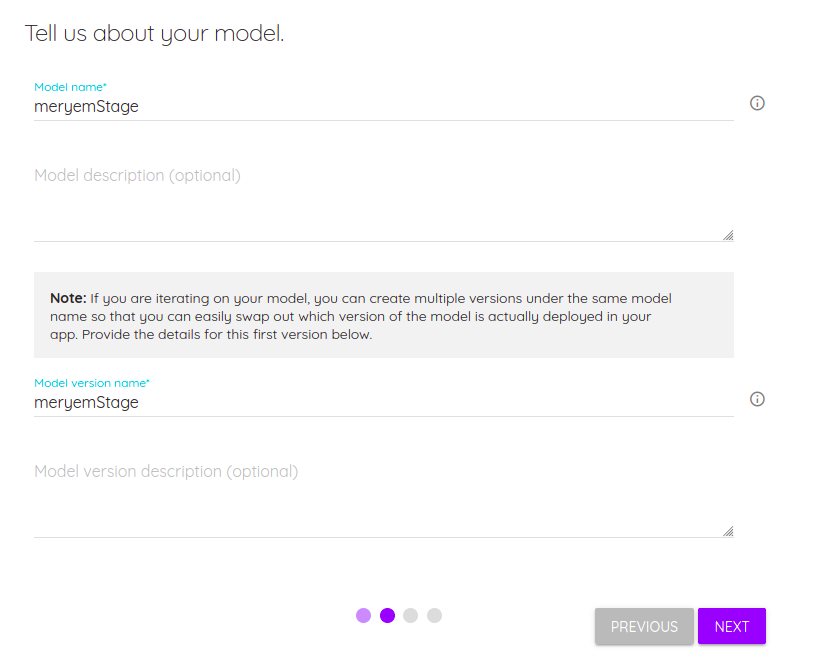 Tell us about your model.
Model name*
meryemStage
Model description (optional)
Note: If you are iterating on your model, you can create multiple versions under the same model
name so that you can easily swap out which version of the model is actually deployed in your
app. Provide the details for this first version below.
Model version name*
meryemStage
Model version description (optional)
PREVIOUS NEXT